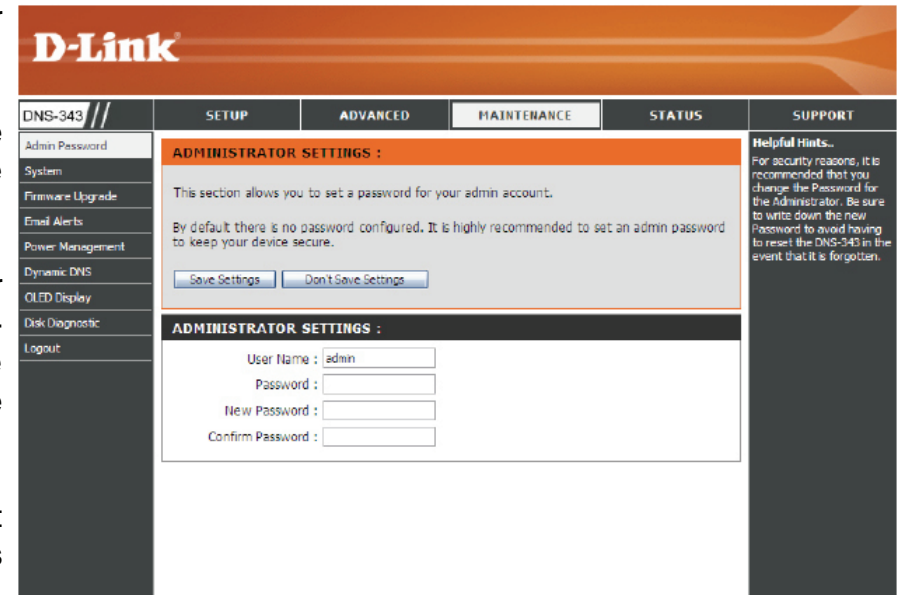 D-Link
DNS-343 //
SETUP
ADVANCED
MAINTENANCE
STATUS
SUPPORT
Admin Password
System
Firmware Upgrade
Email Alerts
Power Management
Dynamic DNS
OLED Display
Disk Diagnostic
Logout
ADMINISTRATOR SETTINGS :
This section allows you to set a password for your admin account.
By default there is no password configured. It is highly recommended to set an admin password
to keep your device secure.
Save Settings
Don't Save Settings
ADMINISTRATOR SETTINGS :
User Name : admin
Password :
New Password :
Confirm Password :
Helpful Hints..
For security reasons, it is
recommended that you
change the Password for
the Administrator. Be sure
to write down the new
Password to avoid having
to reset the DNS-343 in the
event that it is forgotten.